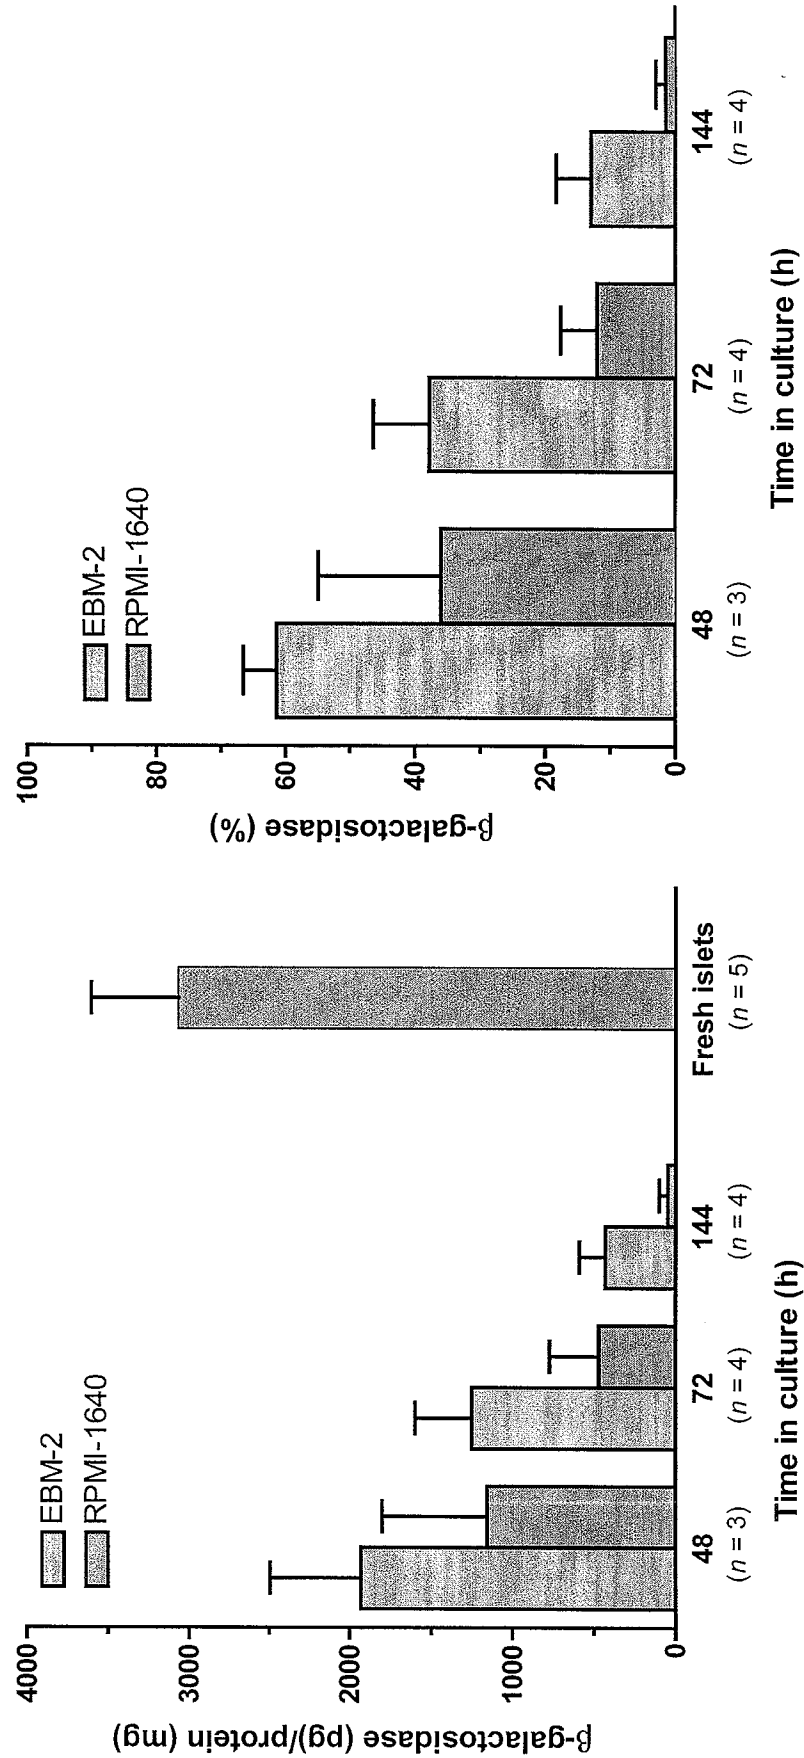 β-galactosidase (pg)/protein (mg)
4000
3000
2000
1000
0
EBM-2
RPMI-1640
48
72
144
Fresh islets
(n = 3)
(n = 4)
(n = 4)
(n = 5)
Time in culture (h)
β-galactosidase (%)
100
80
60
40
20
0
EBM-2
RPMI-1640
48
72
144
(n = 3)
(n = 4)
(n = 4)
Time in culture (h)